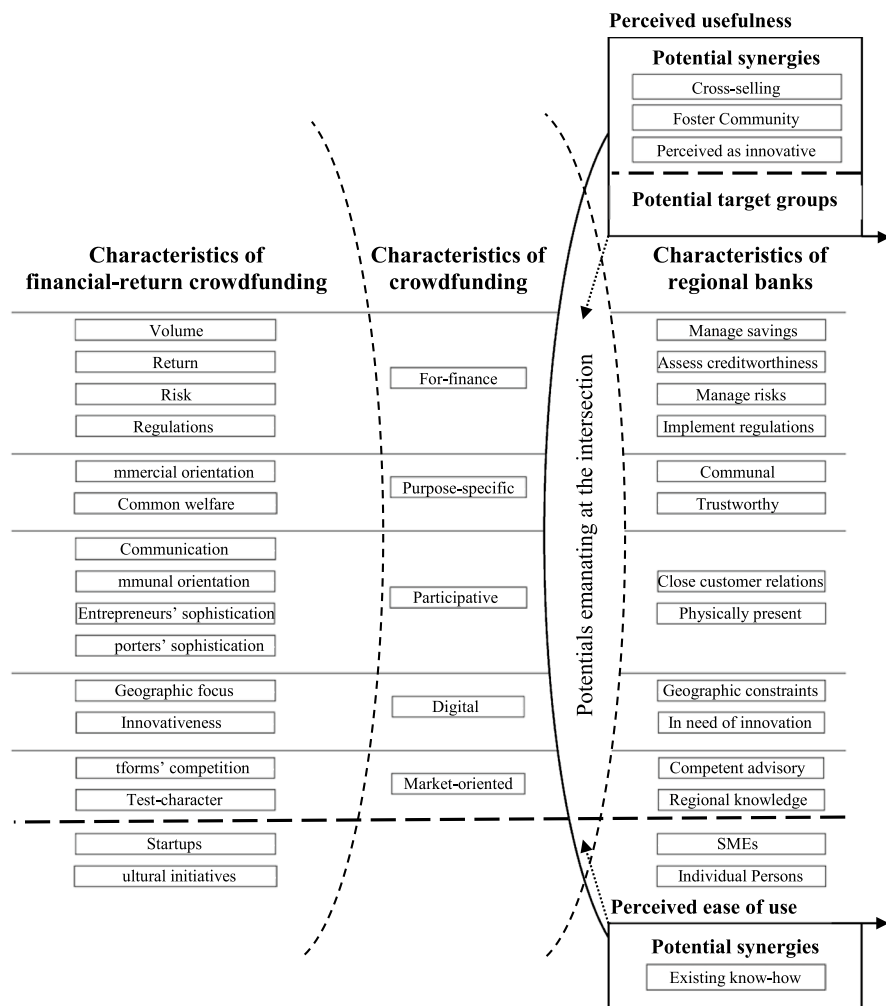 Perceived usefulness
Potential synergies
Cross-selling
Foster Community
Perceived as innovative
Potential target groups
Characteristics of
financial-return crowdfunding
Characteristics of
crowdfunding
Characteristics of
regional banks
Volume
Return
Risk
Regulations
For-finance
Manage savings
Assess creditworthiness
Manage risks
Implement regulations
mmercial orientation
Common welfare
Purpose-specific
Communal
Trustworthy
Communication
mmunal orientation
Entrepreneurs' sophistication
porters' sophistication
Participative
Close customer relations
Physically present
Geographic focus
Innovativeness
Digital
Geographic constraints
In need of innovation
tforms' competition
Test-character
Market-oriented
Competent advisory
Regional knowledge
Potentials emanating at the intersection
Startups
ultural initiatives
SMEs
Individual Persons
Perceived ease of use
Potential synergies
Existing know-how